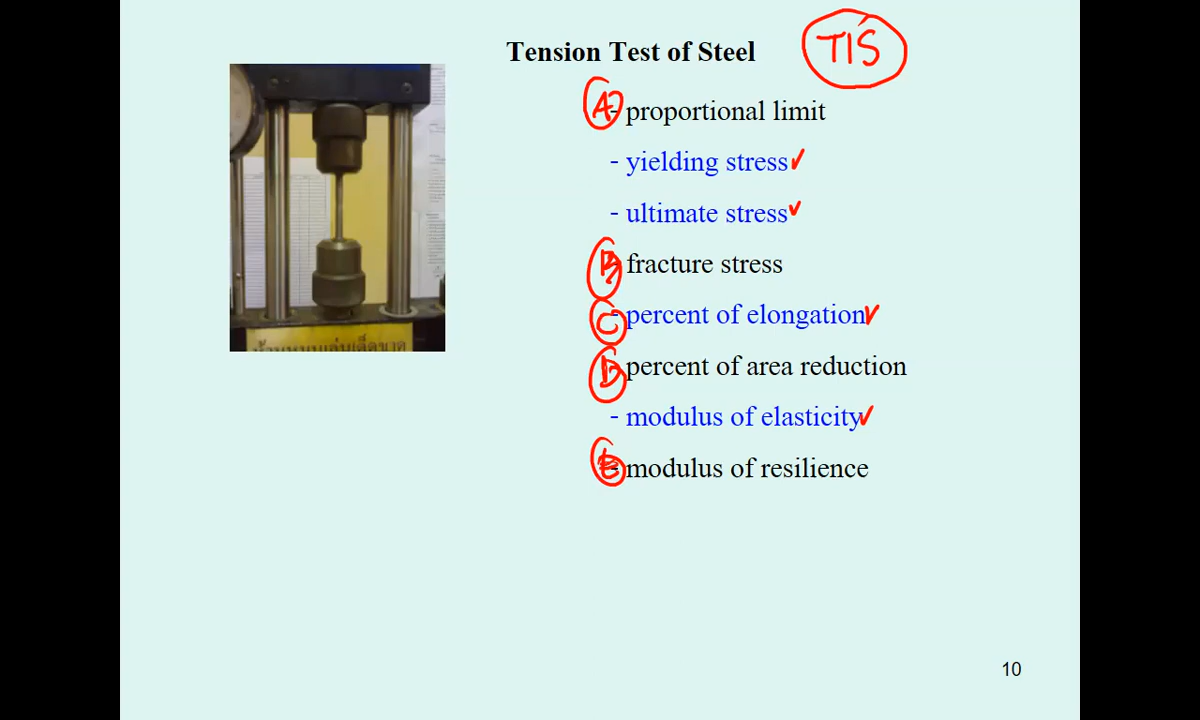 Tension Test of Steel TIS
A - proportional limit
- yielding stress ✓
- ultimate stress ✓
B fracture stress
C - percent of elongation ✓
D percent of area reduction
- modulus of elasticity ✓
E modulus of resilience
10